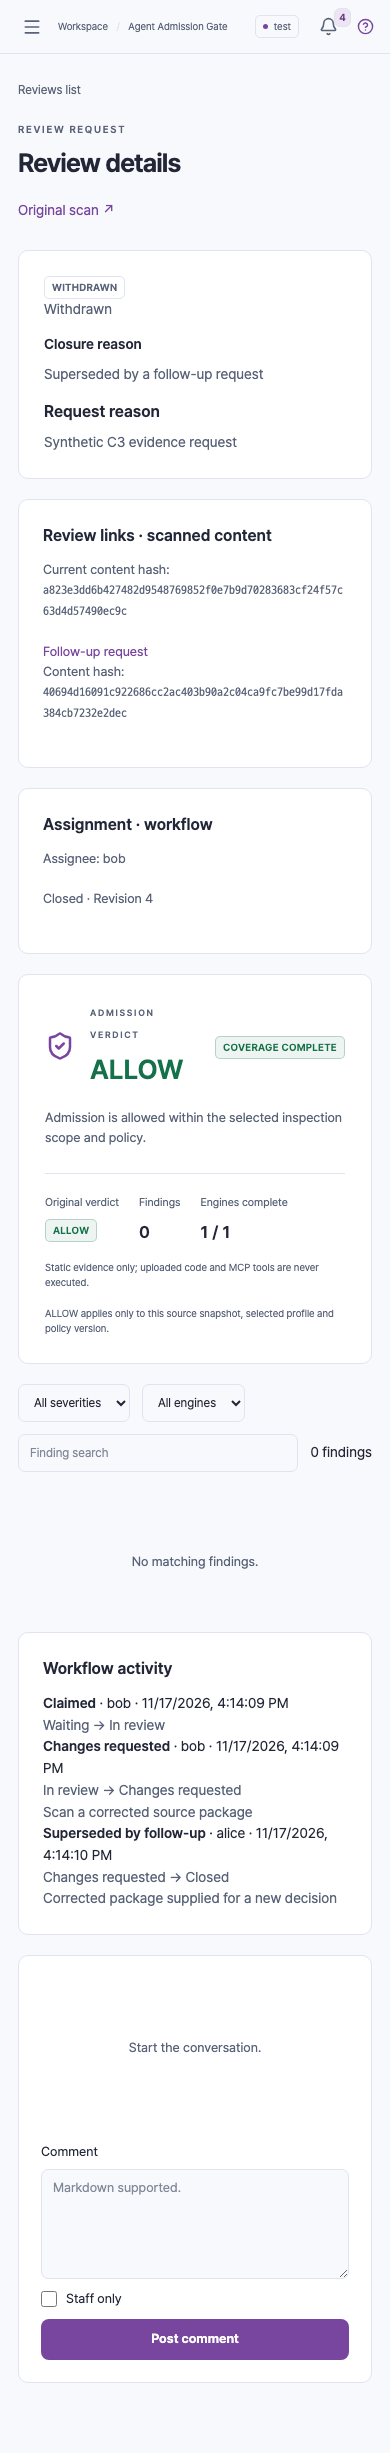 Workspace / Agent Admission Gate
test
4
Reviews list
REVIEW REQUEST
Review details
Original scan ↗
WITHDRAWN
Withdrawn
Closure reason
Superseded by a follow-up request
Request reason
Synthetic C3 evidence request
Review links · scanned content
Current content hash:
a823e3dd6b427482d9548769852f0e7b9d70283683cf24f57c
63d4d57490ec9c
Follow-up request
Content hash:
40694d16091c922686cc2ac403b90a2c04ca9fc7be99d17fda
384cb7232e2dec
Assignment · workflow
Assignee: bob
Closed · Revision 4
ADMISSION
VERDICT
ALLOW
COVERAGE COMPLETE
Admission is allowed within the selected inspection
scope and policy.
Original verdict Findings Engines complete
ALLOW 0 1 / 1
Static evidence only; uploaded code and MCP tools are never
executed.
ALLOW applies only to this source snapshot, selected profile and
policy version.
All severities All engines
Finding search 0 findings
No matching findings.
Workflow activity
Claimed · bob · 11/17/2026, 4:14:09 PM
Waiting → In review
Changes requested · bob · 11/17/2026, 4:14:09
PM
In review → Changes requested
Scan a corrected source package
Superseded by follow-up · alice · 11/17/2026,
4:14:10 PM
Changes requested → Closed
Corrected package supplied for a new decision
Start the conversation.
Comment
Markdown supported.
Staff only
Post comment